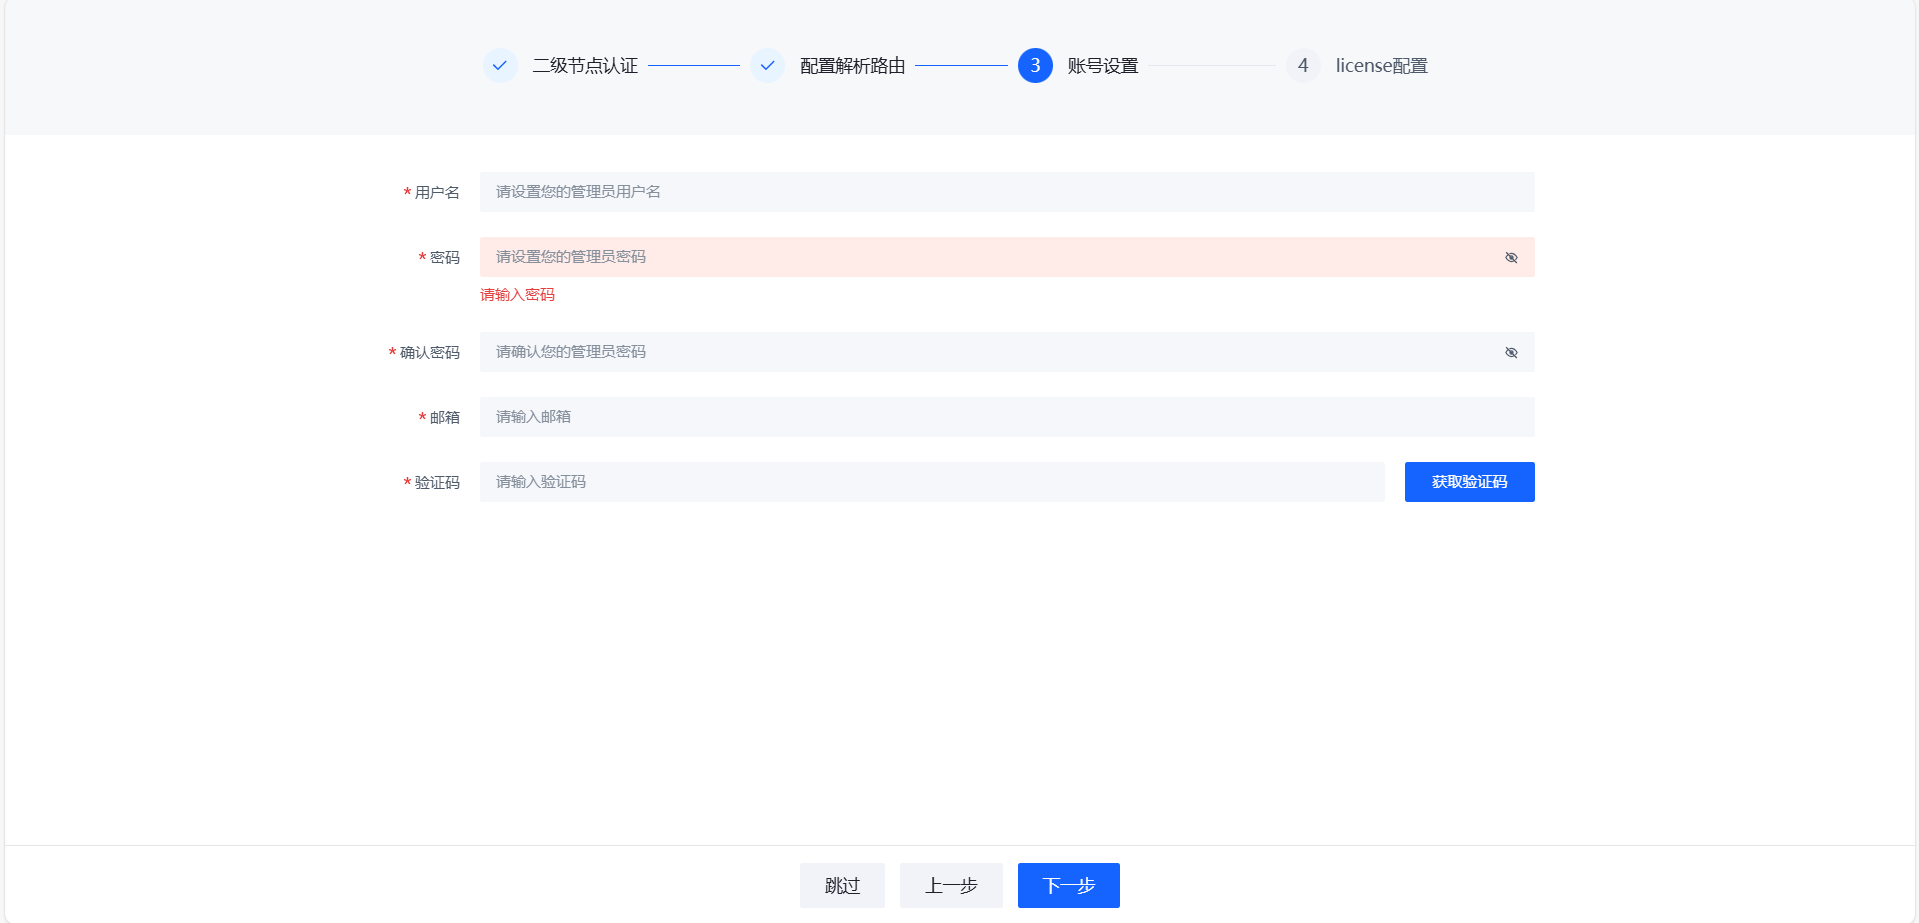 二级节点认证 配置解析路由 3 账号设置 4 license配置
* 用户名 请设置您的管理员用户名
* 密码 请设置您的管理员密码
请输入密码
* 确认密码 请确认您的管理员密码
* 邮箱 请输入邮箱
* 验证码 请输入验证码 获取验证码
跳过 上一步 下一步